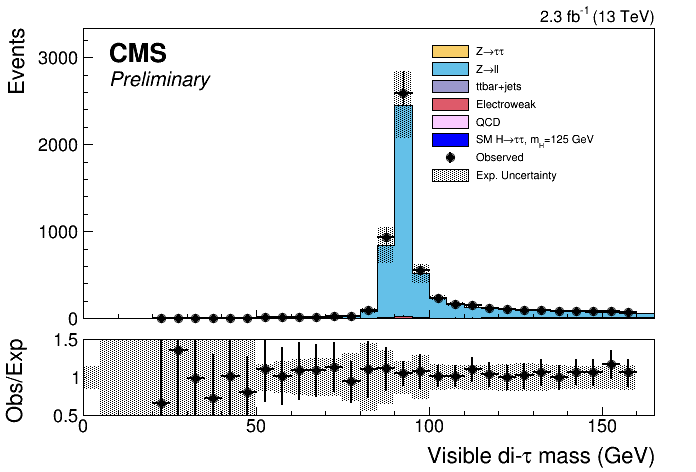 2.3 fb⁻¹ (13 TeV)
Events
CMS
Preliminary
3000
2000
1000
0
Z→ττ
Z→ll
ttbar+jets
Electroweak
QCD
SM H→ττ, m_H=125 GeV
Observed
Exp. Uncertainty
Obs/Exp
1.5
1
0.5
0 50 100 150
Visible di-τ mass (GeV)